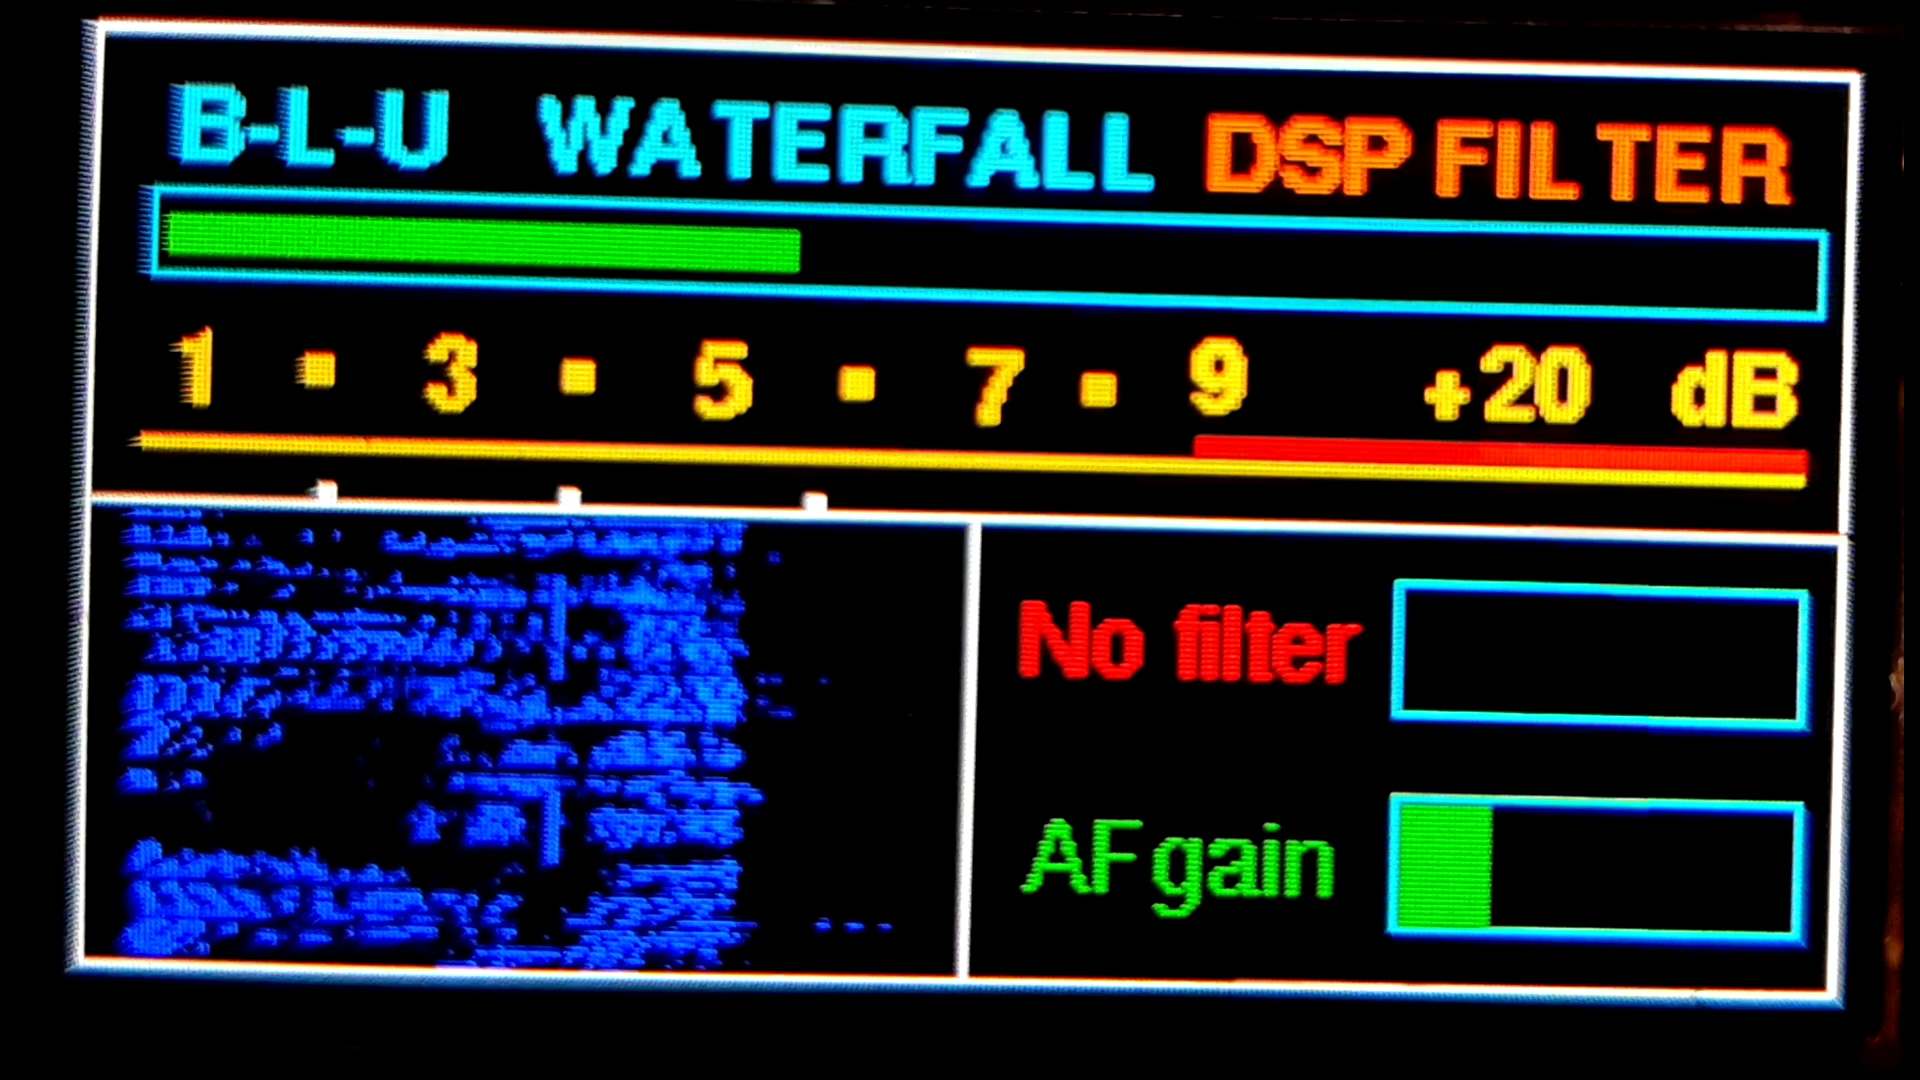 B-L-U WATERFALL DSP FILTER
1 ▪ 3 ▪ 5 ▪ 7 ▪ 9 +20 dB
No filter
AF gain